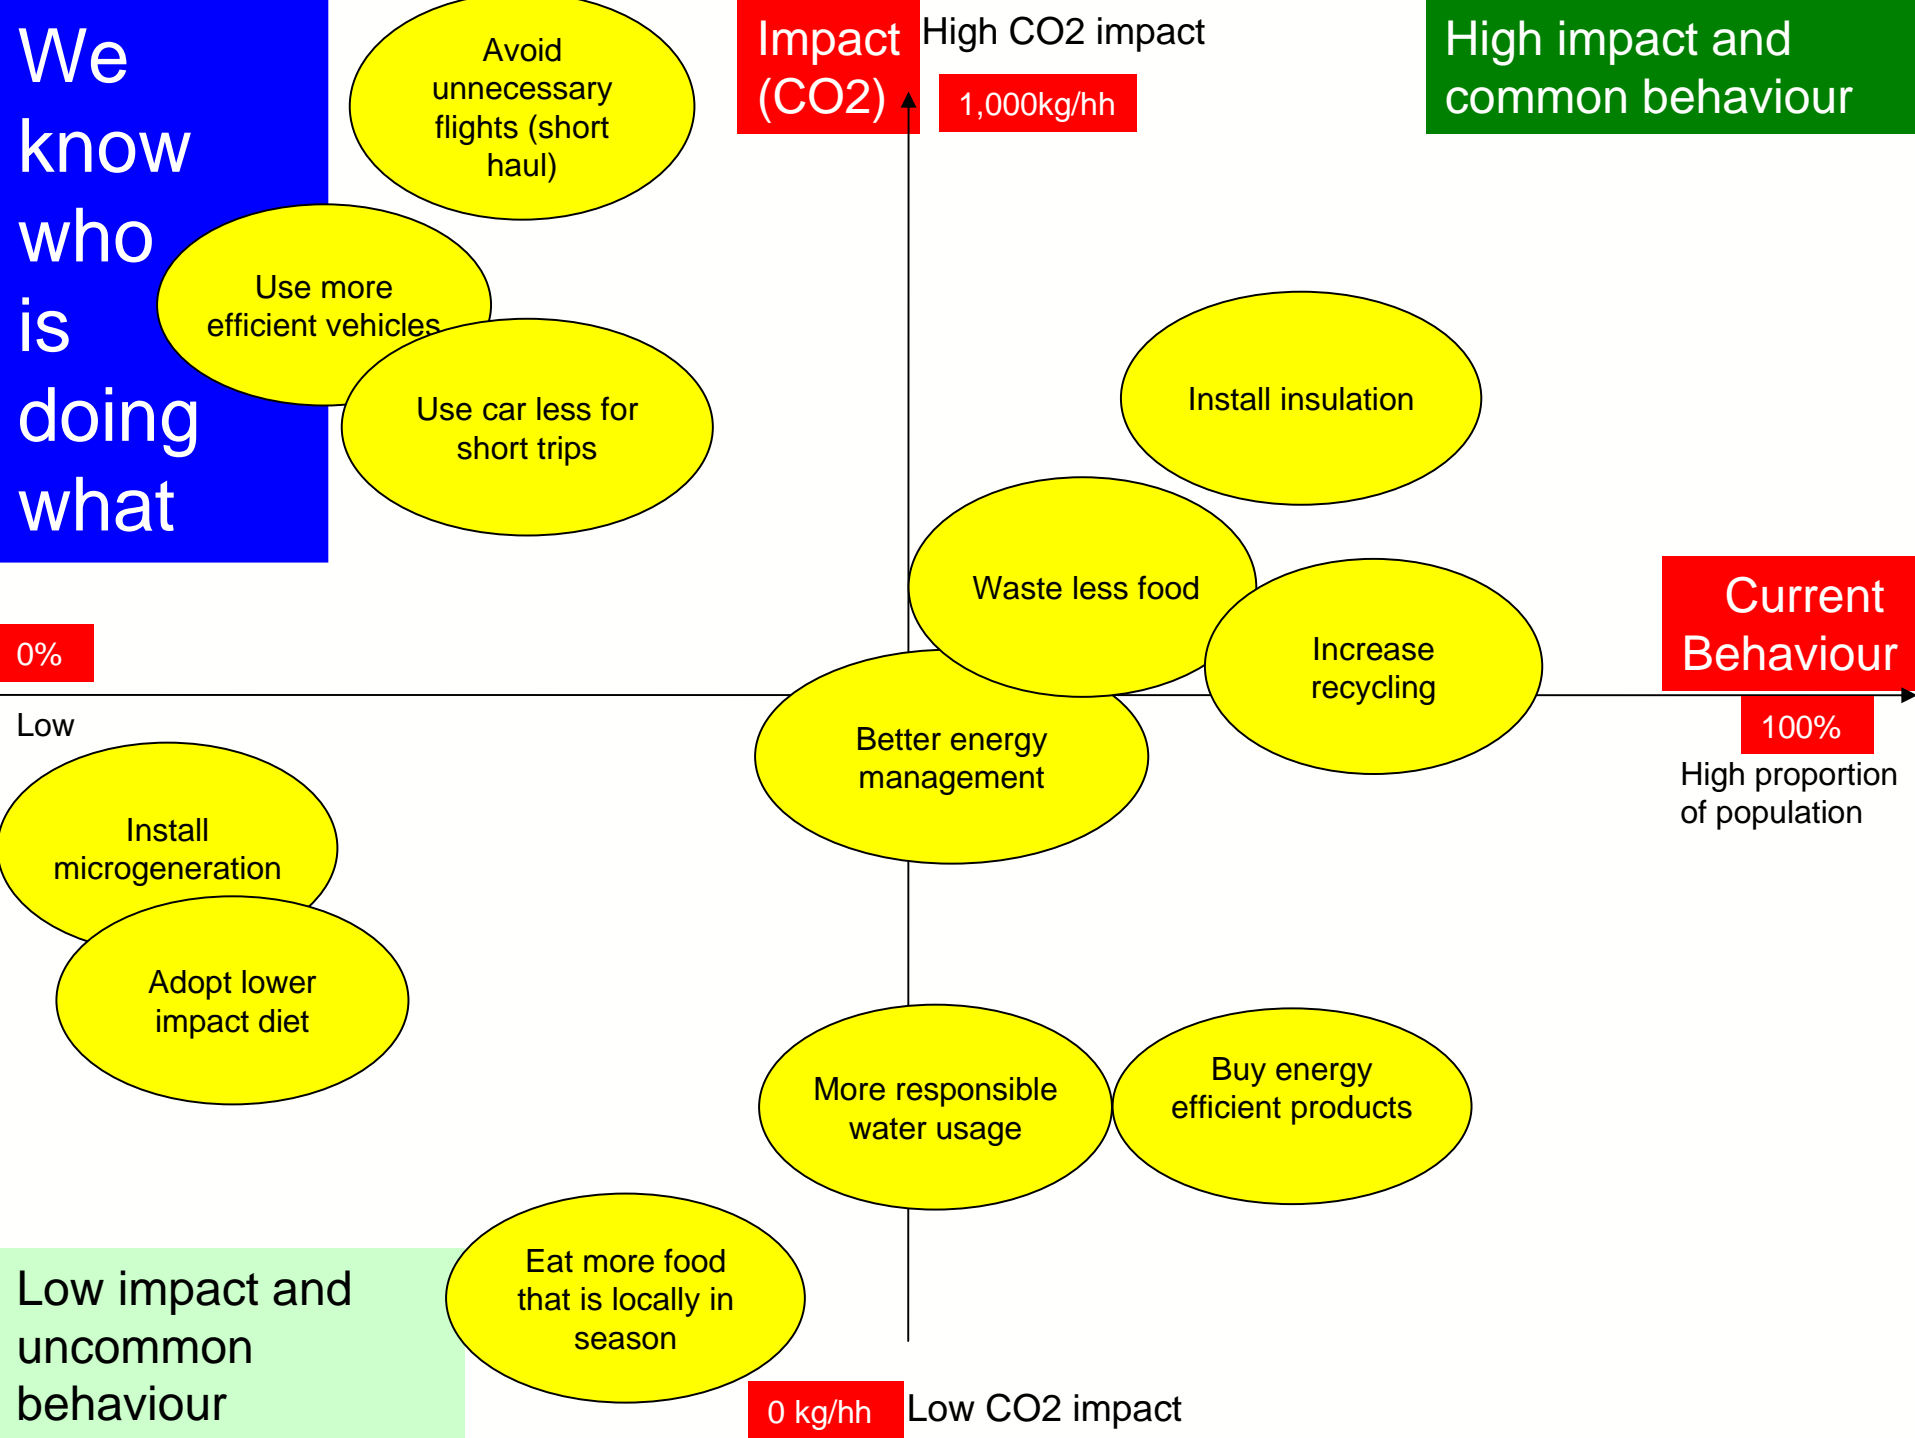 We
know
who
is
doing
what
Avoid
unnecessary
flights (short
haul)
Impact
(CO2)
High CO2 impact
1,000kg/hh
High impact and
common behaviour
Use more
efficient vehicles
Use car less for
short trips
Install insulation
Waste less food
Increase
recycling
Current
Behaviour
0%
Low
100%
High proportion
of population
Better energy
management
Install
microgeneration
Adopt lower
impact diet
More responsible
water usage
Buy energy
efficient products
Eat more food
that is locally in
season
Low impact and
uncommon
behaviour
0 kg/hh
Low CO2 impact